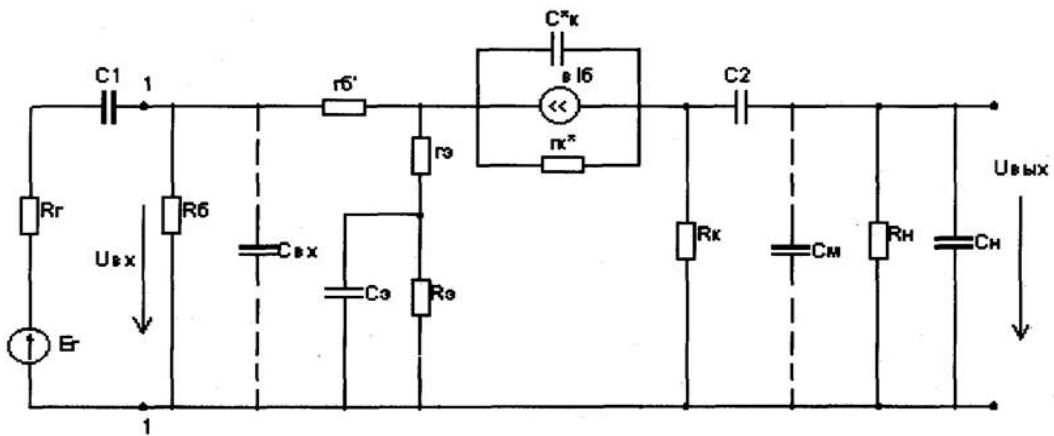 C*к
в Iб
<<
rк*
C1
1
rб'
C2
rэ
Rг
Uвх
Rб
Cвх
Cэ
Rэ
Rк
Cм
Rн
Cн
Uвых
Eг
1